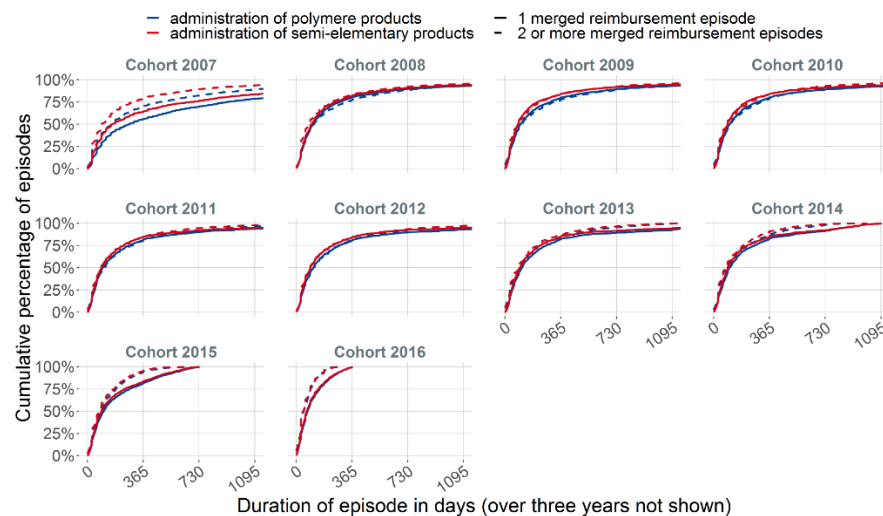 administration of polymere products 1 merged reimbursement episode
administration of semi-elementary products 2 or more merged reimbursement episodes
Cohort 2007 Cohort 2008 Cohort 2009 Cohort 2010
100%
75%
50%
25%
0%
Cohort 2011 Cohort 2012 Cohort 2013 Cohort 2014
100%
75%
50%
25%
0%
0 365 730 1095 0 365 730 1095
Cohort 2015 Cohort 2016
100%
75%
50%
25%
0%
0 365 730 1095 0 365 730 1095
Cumulative percentage of episodes
Duration of episode in days (over three years not shown)